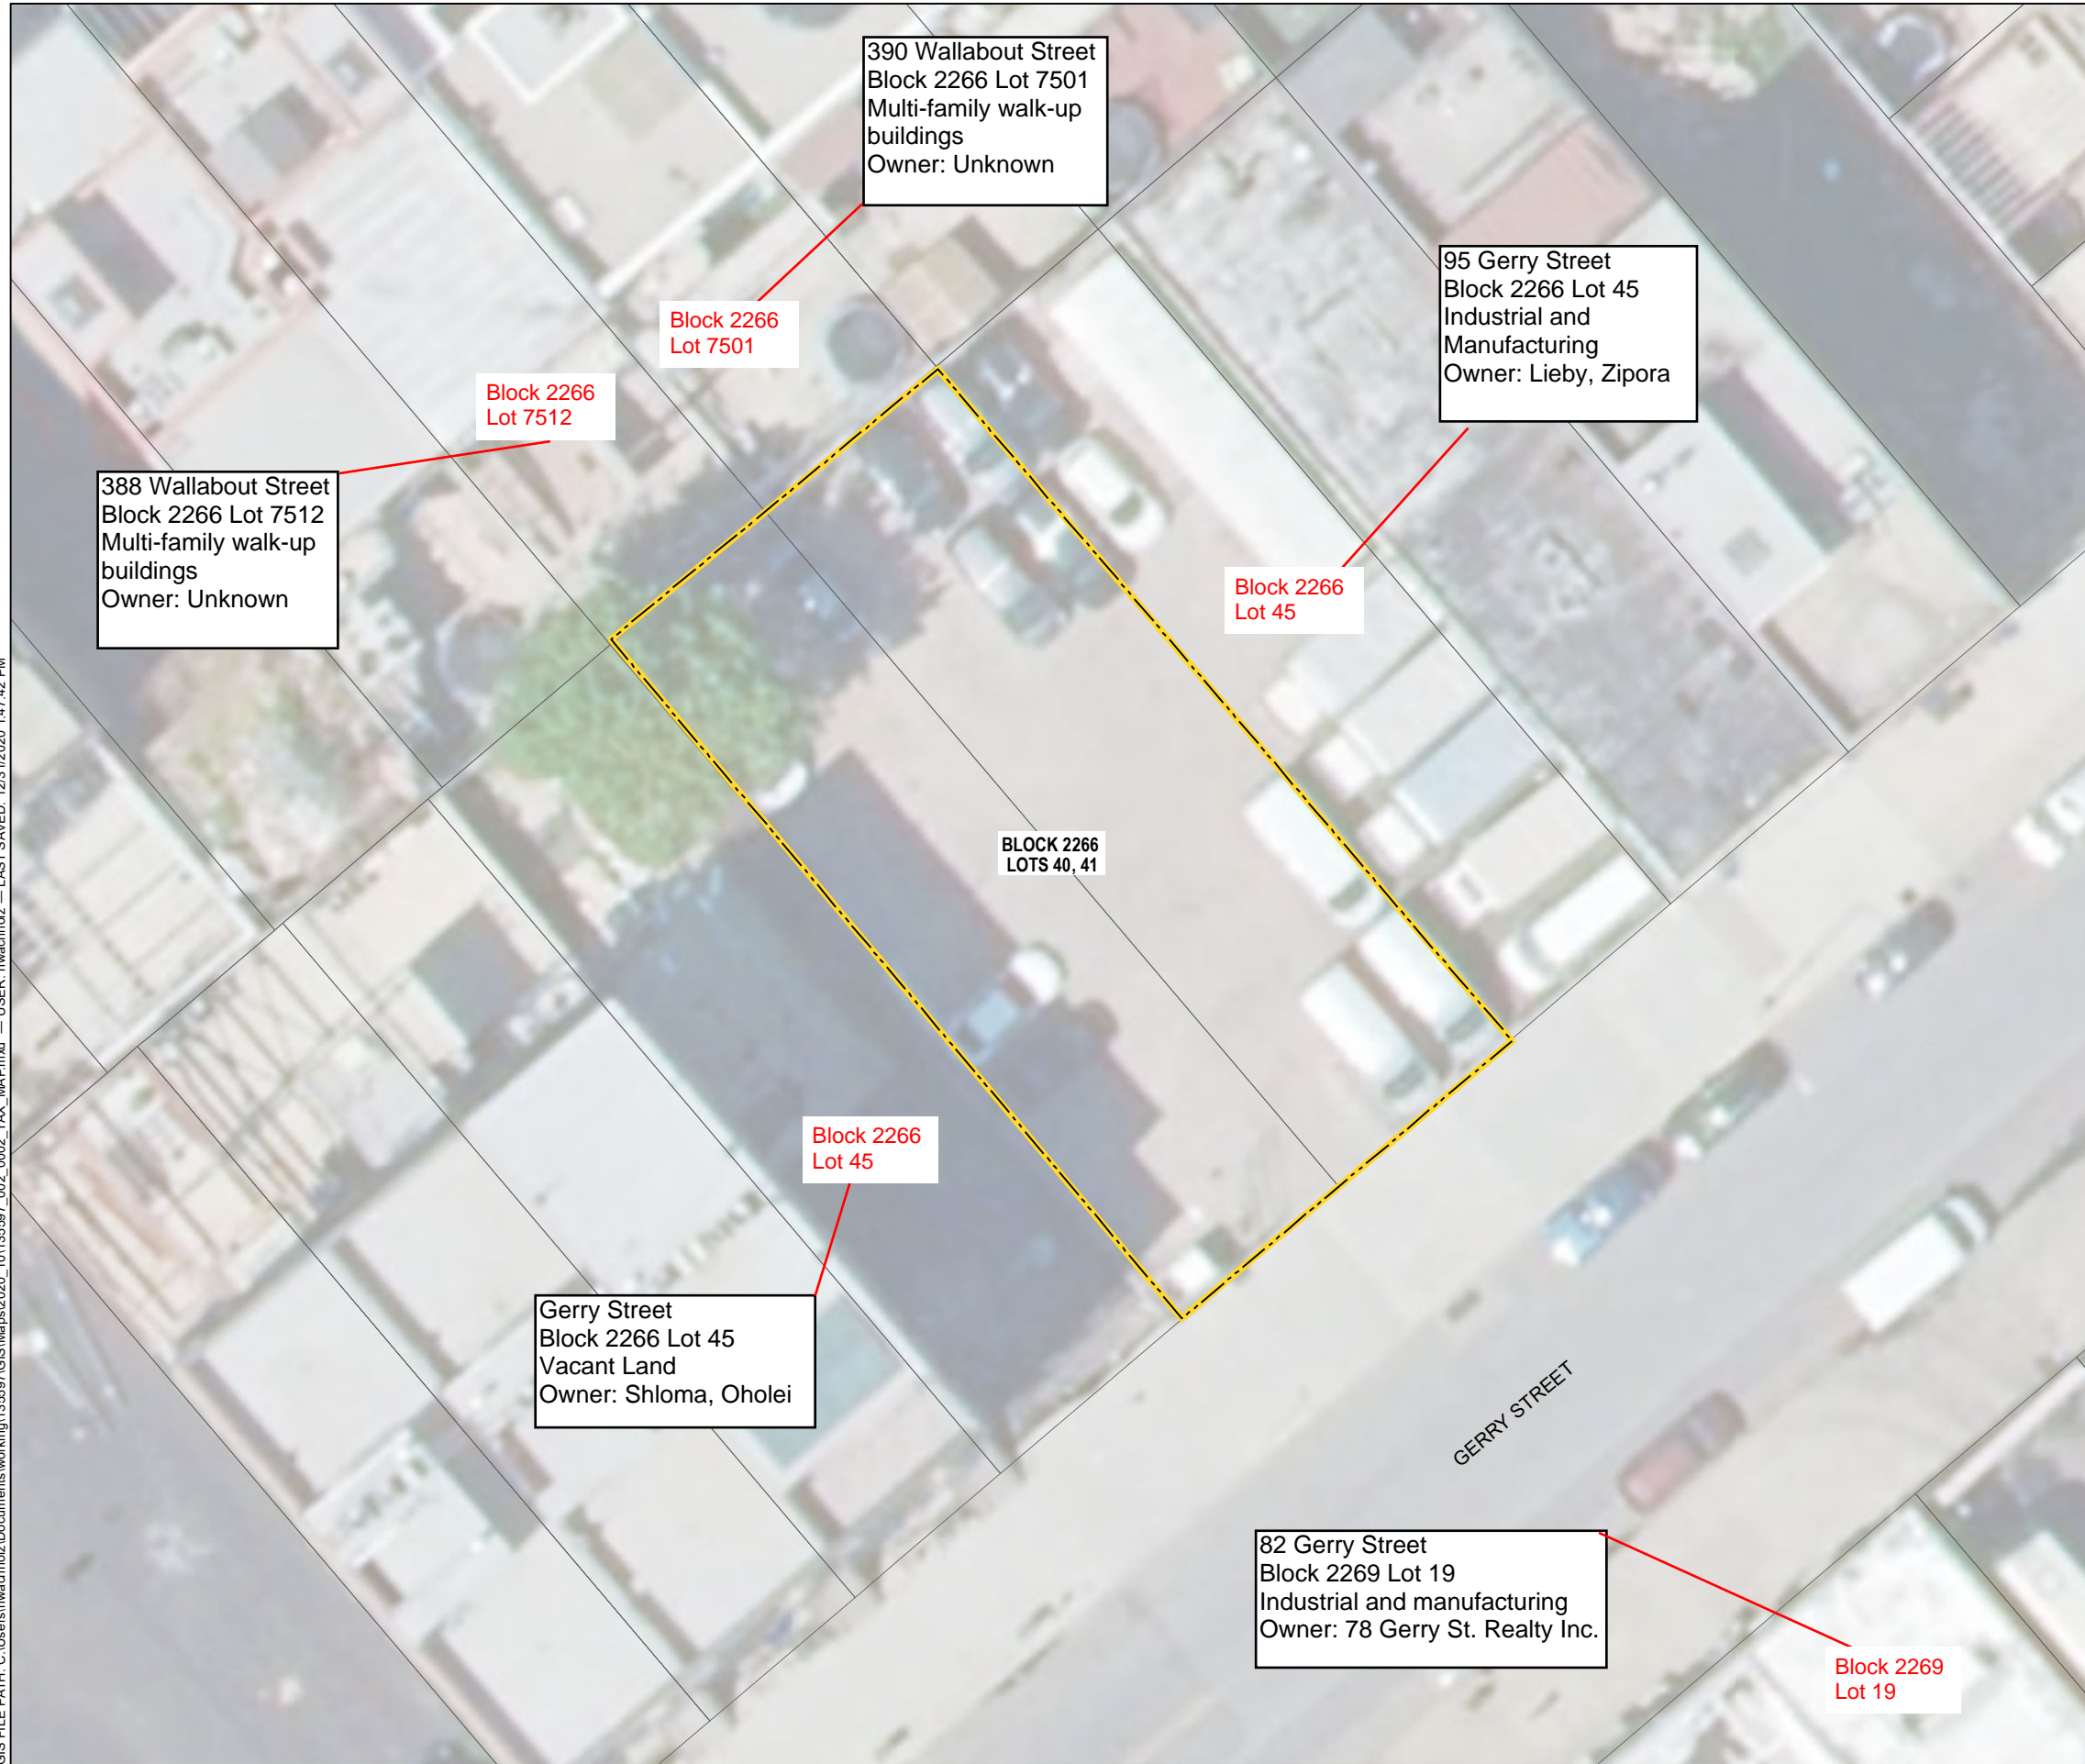 390 Wallabout Street
Block 2266 Lot 7501
Multi-family walk-up
buildings
Owner: Unknown
95 Gerry Street
Block 2266 Lot 45
Industrial and
Manufacturing
Owner: Lieby, Zipora
Block 2266
Lot 7501
Block 2266
Lot 7512
388 Wallabout Street
Block 2266 Lot 7512
Multi-family walk-up
buildings
Owner: Unknown
Block 2266
Lot 45
BLOCK 2266
LOTS 40, 41
Block 2266
Lot 45
Gerry Street
Block 2266 Lot 45
Vacant Land
Owner: Shloma, Oholei
GERRY STREET
82 Gerry Street
Block 2269 Lot 19
Industrial and manufacturing
Owner: 78 Gerry St. Realty Inc.
Block 2269
Lot 19